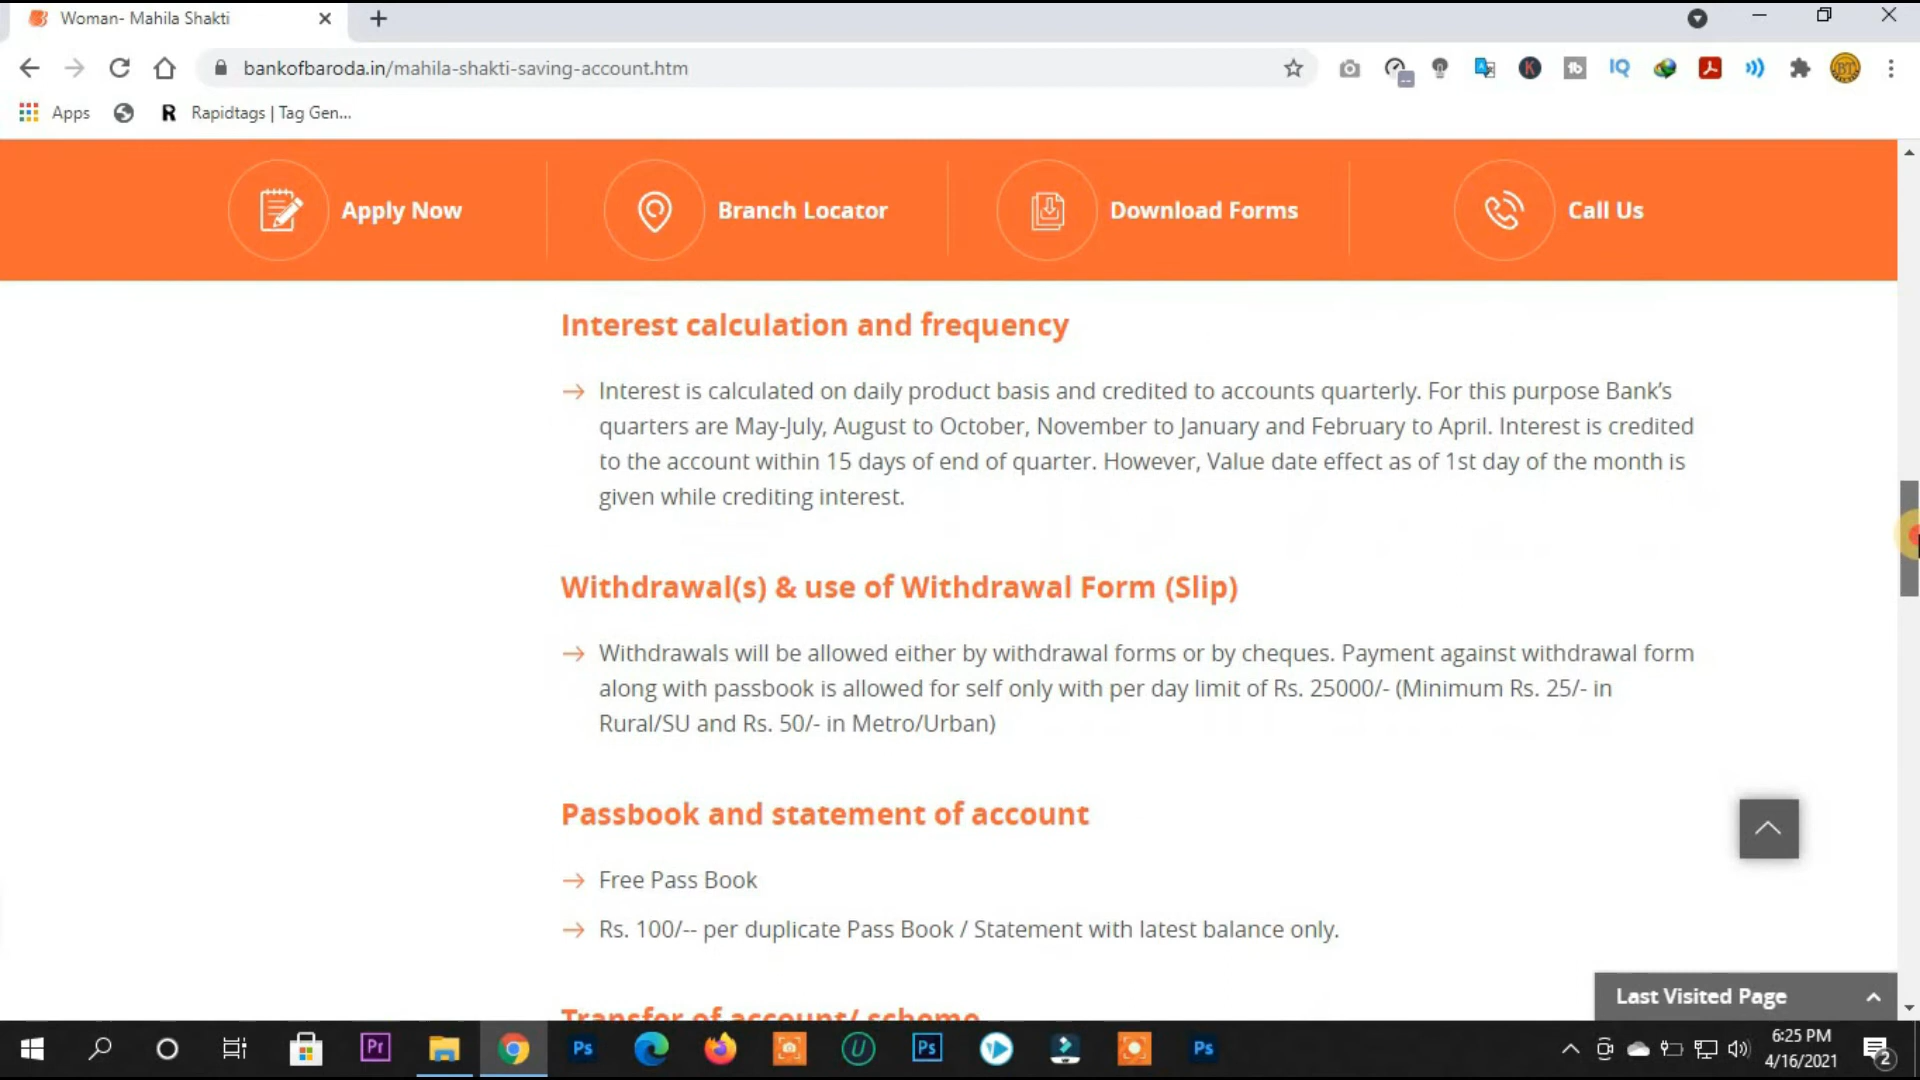 Woman- Mahila Shakti
bankofbaroda.in/mahila-shakti-saving-account.htm
Apps
R Rapidtags | Tag Gen...
Apply Now
Branch Locator
Download Forms
Call Us
Interest calculation and frequency
Interest is calculated on daily product basis and credited to accounts quarterly. For this purpose Bank’s
quarters are May-July, August to October, November to January and February to April. Interest is credited
to the account within 15 days of end of quarter. However, Value date effect as of 1st day of the month is
given while crediting interest.
Withdrawal(s) & use of Withdrawal Form (Slip)
Withdrawals will be allowed either by withdrawal forms or by cheques. Payment against withdrawal form
along with passbook is allowed for self only with per day limit of Rs. 25000/- (Minimum Rs. 25/- in
Rural/SU and Rs. 50/- in Metro/Urban)
Passbook and statement of account
Free Pass Book
Rs. 100/-- per duplicate Pass Book / Statement with latest balance only.
Transfer of account/ scheme
Last Visited Page
6:25 PM
4/16/2021
2